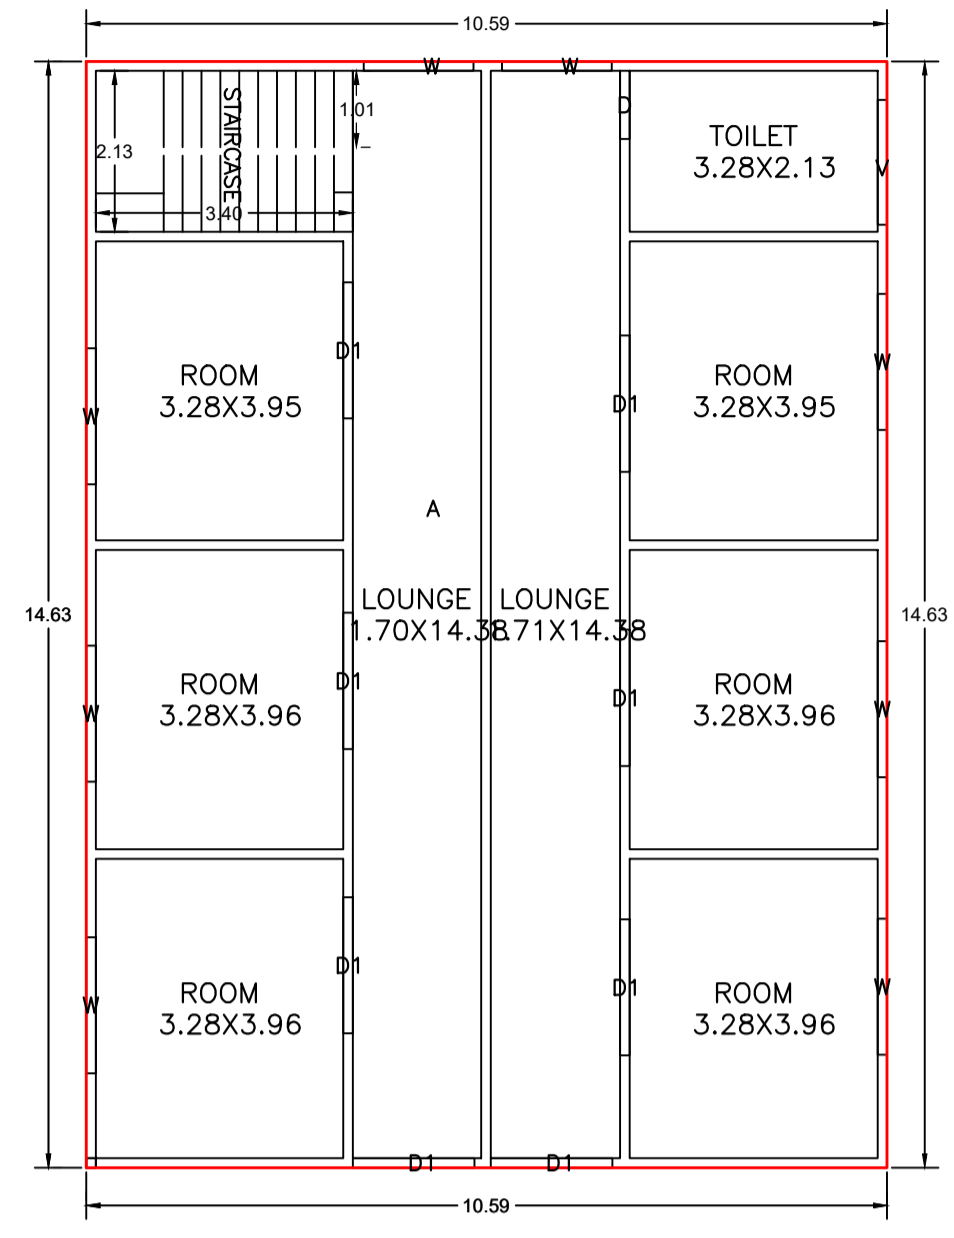 10.59
W
W
1.01
D
STAIRCASE
TOILET
3.28X2.13
2.13
V
3.40
D1
W
ROOM
3.28X3.95
ROOM
3.28X3.95
D1
W
A
LOUNGE
1.70X14.38
LOUNGE
1.71X14.38
14.63
14.63
ROOM
3.28X3.96
D1
D1
ROOM
3.28X3.96
W
W
ROOM
3.28X3.96
D1
D1
ROOM
3.28X3.96
W
W
D1
D1
10.59